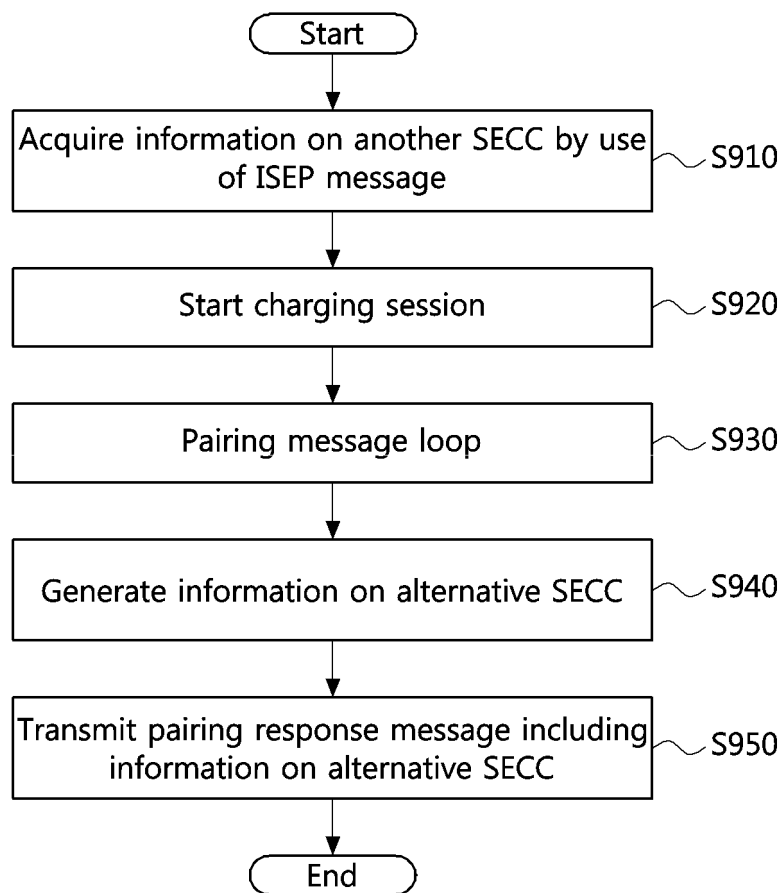 Start
Acquire information on another SECC by use
of ISEP message
S910
Start charging session
S920
Pairing message loop
S930
Generate information on alternative SECC
S940
Transmit pairing response message including
information on alternative SECC
S950
End